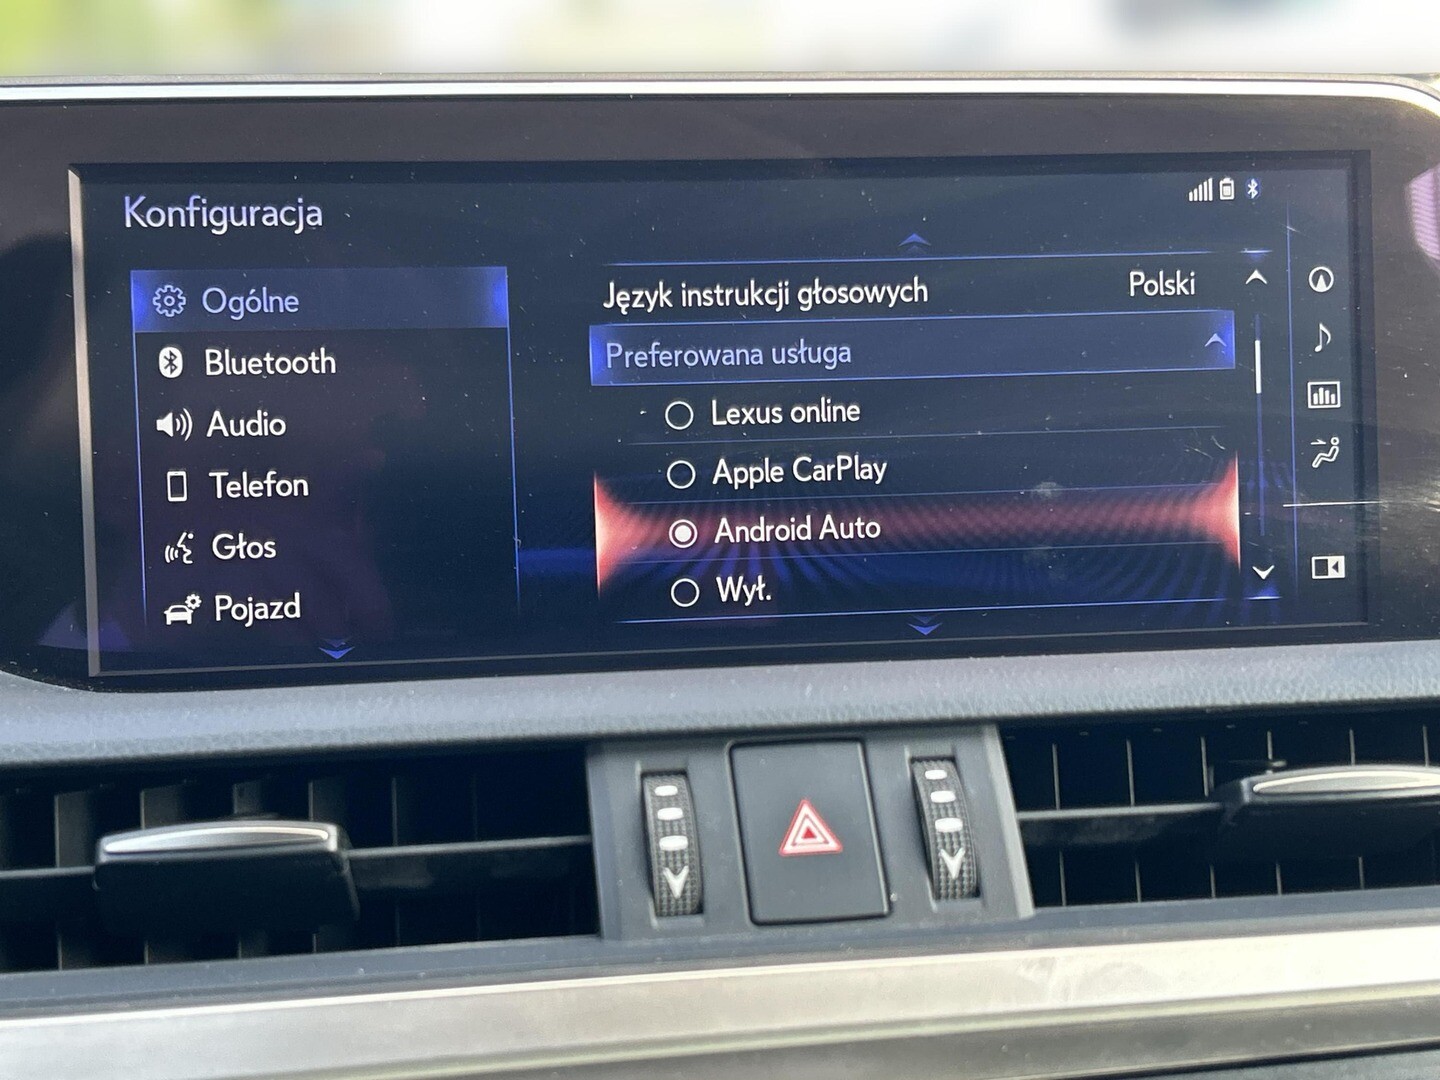 Konfiguracja
Ogólne
Bluetooth
Audio
Telefon
Głos
Pojazd
Język instrukcji głosowych Polski
Preferowana usługa
Lexus online
Apple CarPlay
Android Auto
Wył.